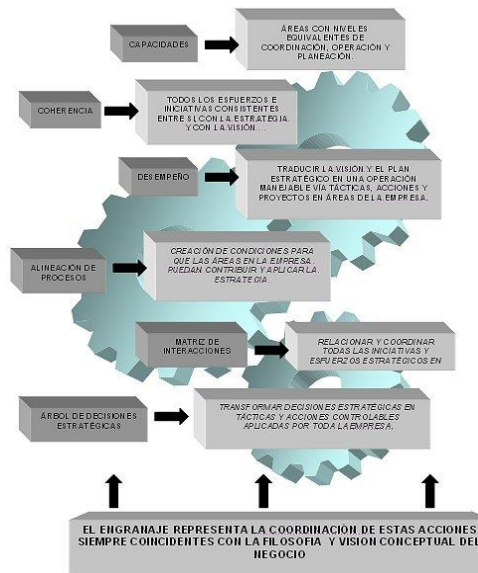 CAPACIDADES
ÁREAS CON NIVELES
EQUIVALENTES DE
COORDINACIÓN, OPERACIÓN Y
PLANEACIÓN.
COHERENCIA
TODOS LOS ESFUERZOS E
INICIATIVAS CONSISTENTES
ENTRE SI, CON LA ESTRATEGIA
Y CON LA VISIÓN...
DESEMPEÑO
TRADUCIR LA VISIÓN Y EL PLAN
ESTRATÉGICO EN UNA OPERACIÓN
MANEJABLE VÍA TÁCTICAS, ACCIONES Y
PROYECTOS EN ÁREAS DE LA EMPRESA.
ALINEACIÓN DE
PROCESOS
CREACIÓN DE CONDICIONES PARA
QUE LAS ÁREAS EN LA EMPRESA
PUEDAN CONTRIBUIR Y APLICAR LA
ESTRATEGIA.
MATRIZ DE
INTERACCIONES
RELACIONAR Y COORDINAR
TODAS LAS INICIATIVAS Y
ESFUERZOS ESTRATÉGICOS EN
ÁRBOL DE DECISIONES
ESTRATÉGICAS
TRANSFORMAR DECISIONES ESTRATÉGICAS EN
TÁCTICAS Y ACCIONES CONTROLABLES
APLICADAS POR TODA LA EMPRESA.
EL ENGRANAJE REPRESENTA LA COORDINACIÓN DE ESTAS ACCIONES
SIEMPRE COINCIDENTES CON LA FILOSOFIA Y VISION CONCEPTUAL DEL
NEGOCIO